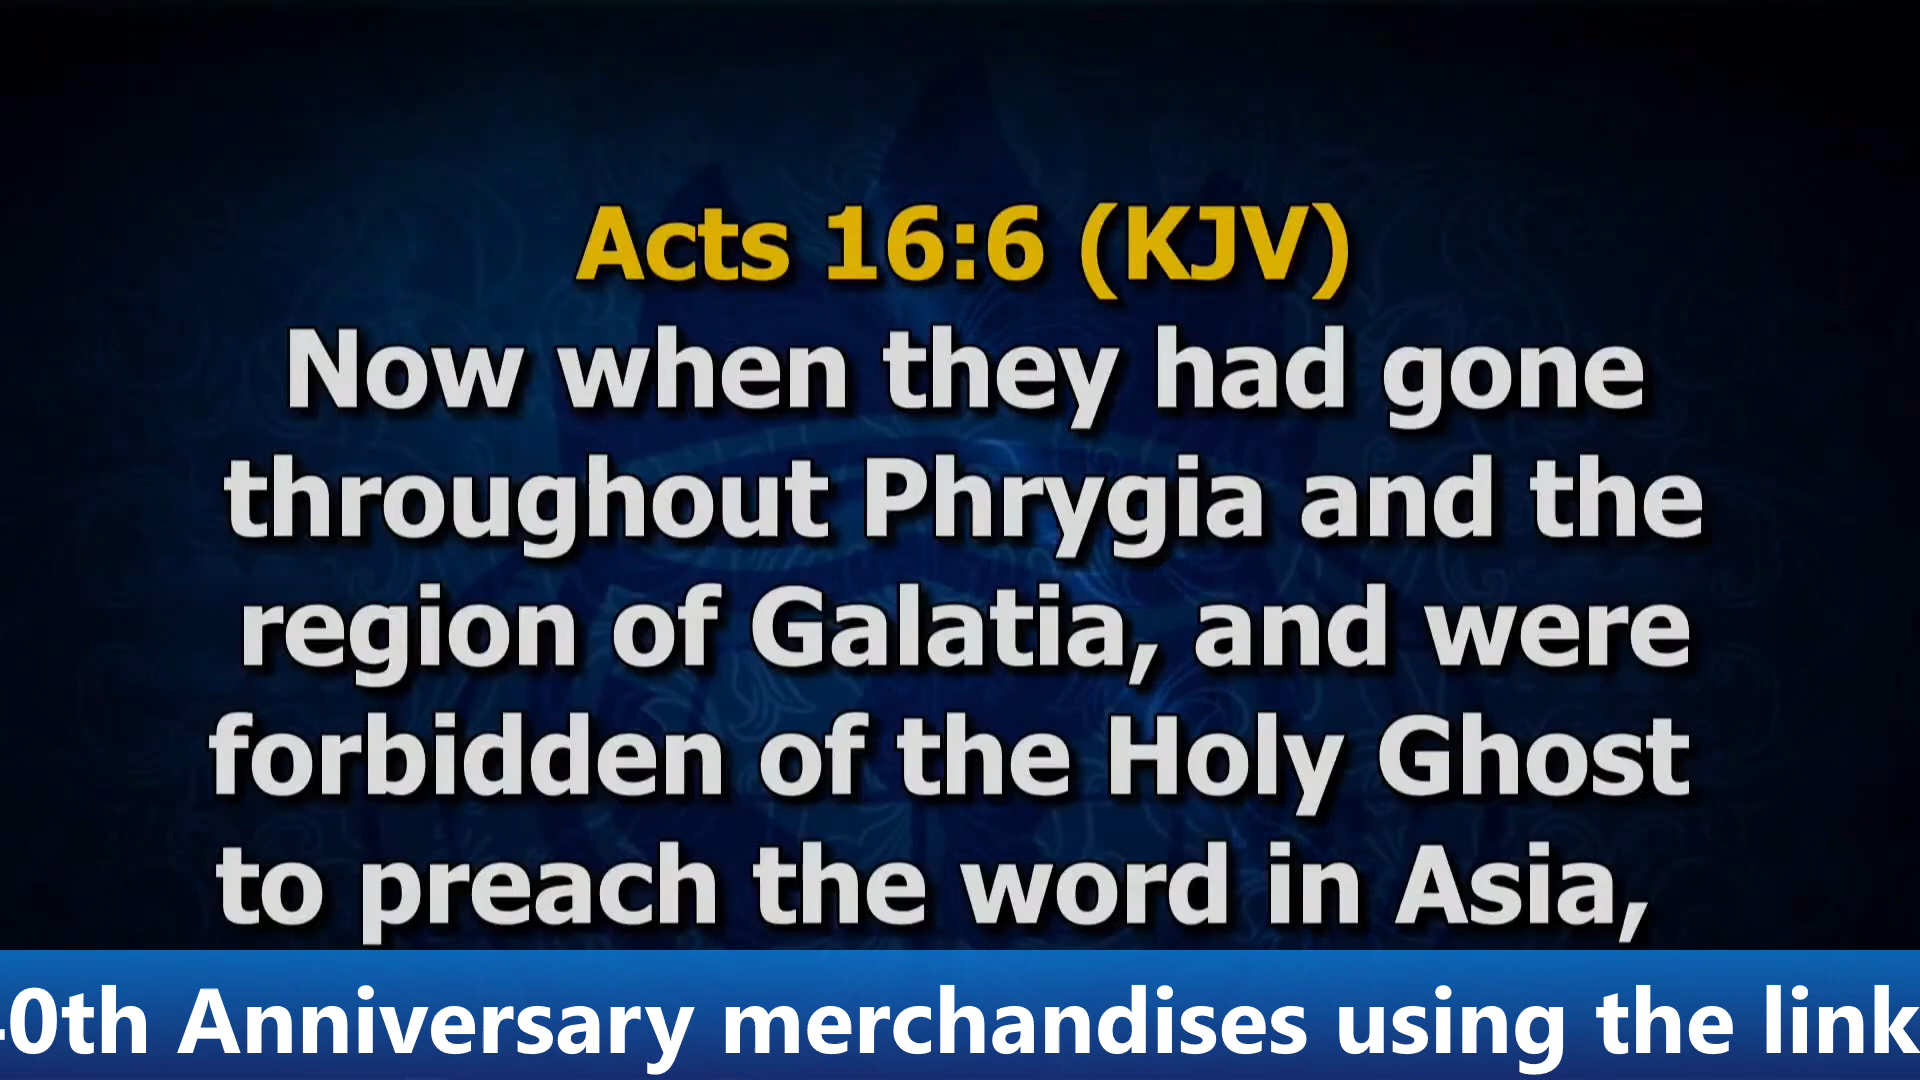 Acts 16:6 (KJV)
Now when they had gone
throughout Phrygia and the
region of Galatia, and were
forbidden of the Holy Ghost
to preach the word in Asia,
0th Anniversary merchandises using the link